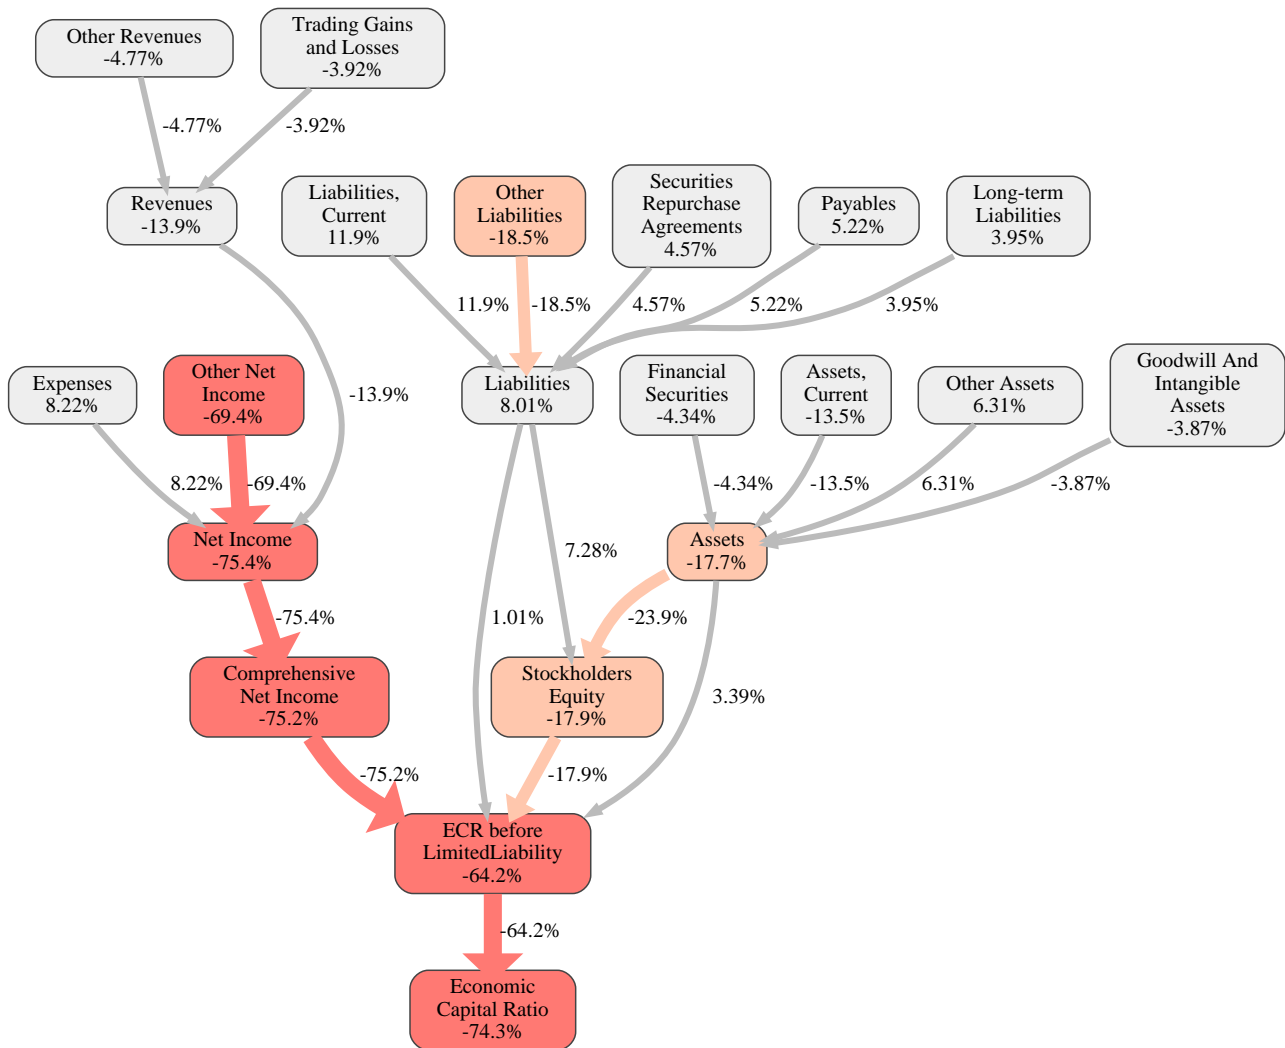 Other Revenues
-4.77%
Trading Gains
and Losses
-3.92%
-4.77%
-3.92%
Revenues
-13.9%
Liabilities,
Current
11.9%
Other
Liabilities
-18.5%
Securities
Repurchase
Agreements
4.57%
Payables
5.22%
Long-term
Liabilities
3.95%
11.9%
-18.5%
4.57%
5.22%
3.95%
Expenses
8.22%
Other Net
Income
-69.4%
-13.9%
Liabilities
8.01%
Financial
Securities
-4.34%
Assets,
Current
-13.5%
Other Assets
6.31%
Goodwill And
Intangible
Assets
-3.87%
8.22%
-69.4%
-4.34%
-13.5%
6.31%
-3.87%
Net Income
-75.4%
7.28%
Assets
-17.7%
-75.4%
1.01%
-23.9%
Comprehensive
Net Income
-75.2%
Stockholders
Equity
-17.9%
3.39%
-75.2%
-17.9%
ECR before
LimitedLiability
-64.2%
-64.2%
Economic
Capital Ratio
-74.3%